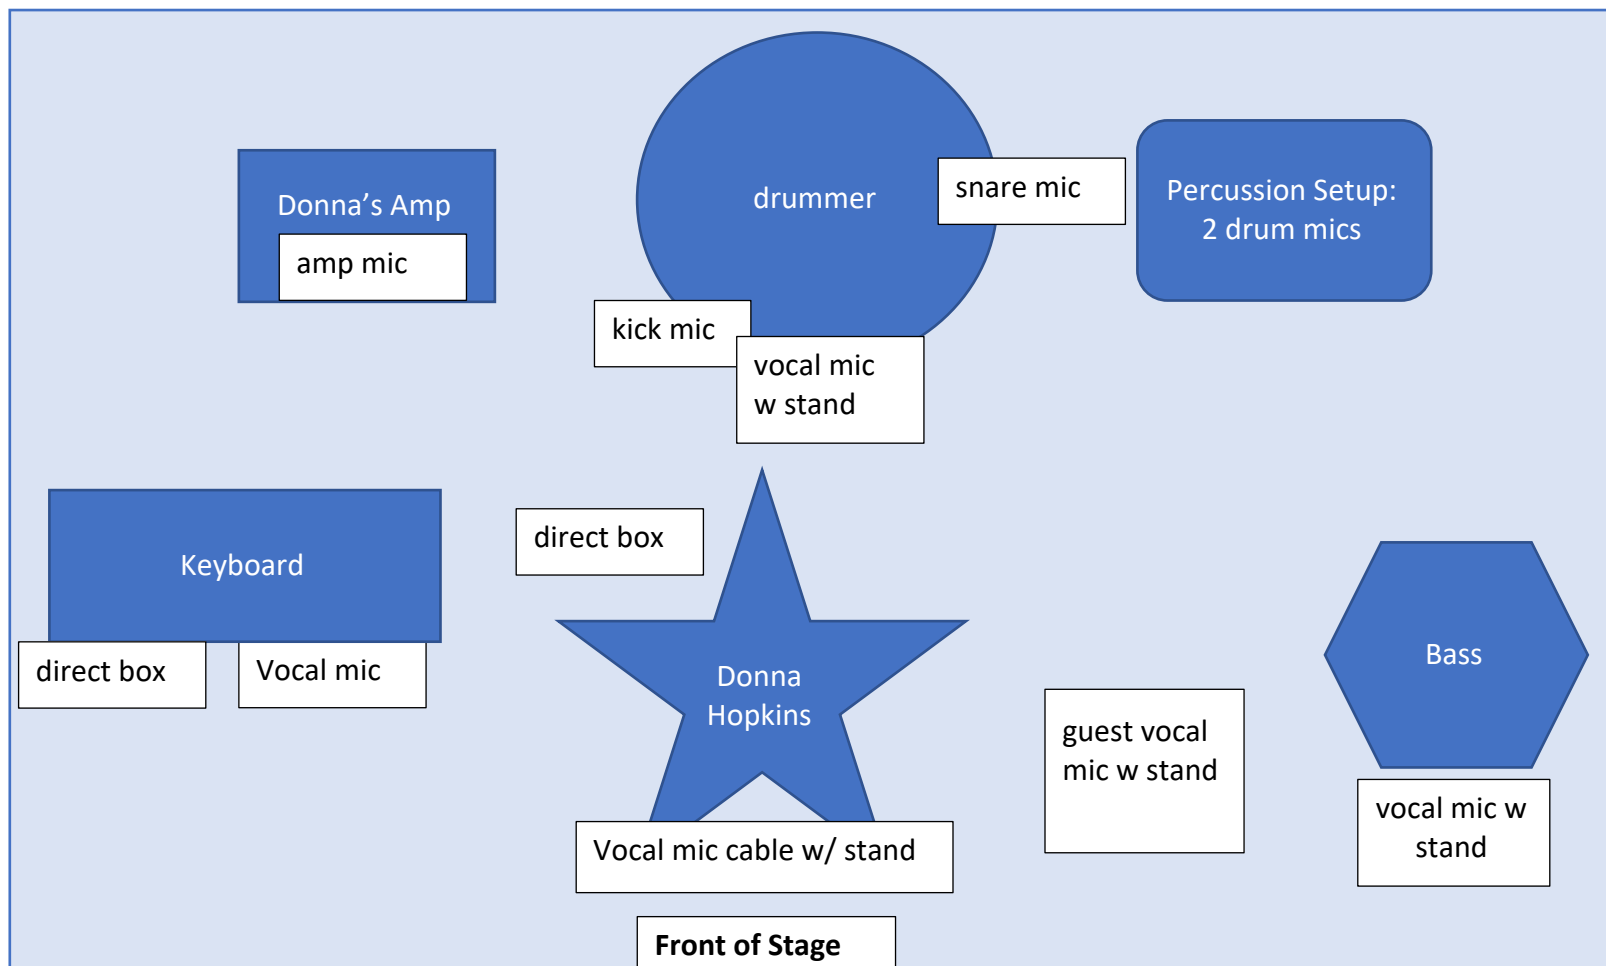 Donna’s Amp
amp mic
drummer
snare mic
Percussion Setup:
2 drum mics
kick mic
vocal mic
w stand
Keyboard
direct box
Vocal mic
direct box
Donna
Hopkins
Vocal mic cable w/ stand
guest vocal
mic w stand
Bass
vocal mic w
stand
Front of Stage